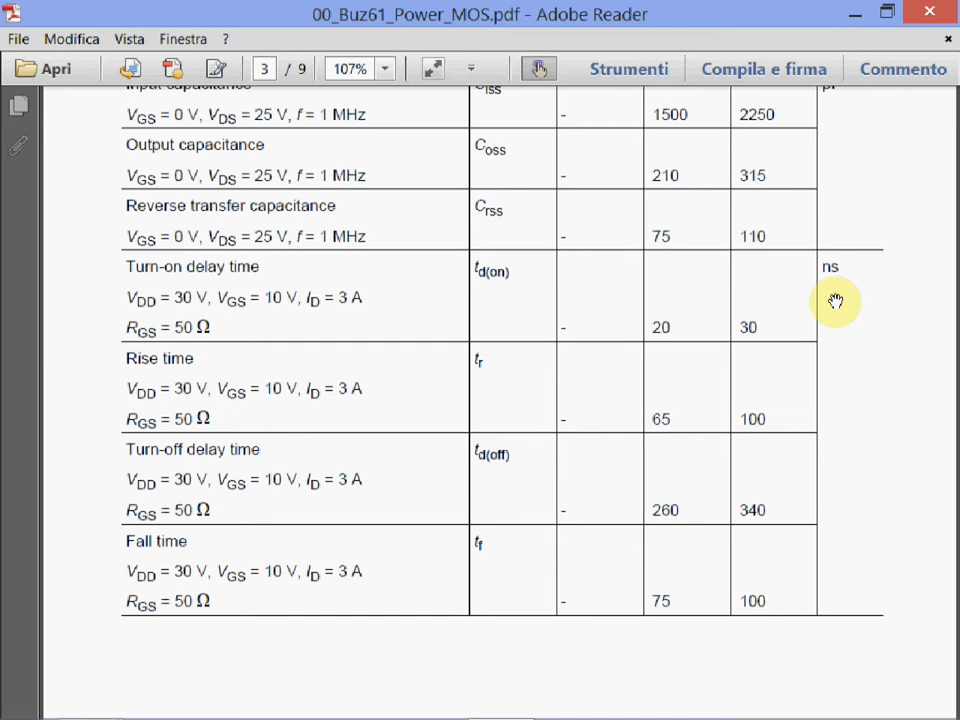 00_Buz61_Power_MOS.pdf - Adobe Reader
File Modifica Vista Finestra ?
Apri 3 / 9 107% Strumenti Compila e firma Commento
Input capacitance Ciss pF
VGS = 0 V, VDS = 25 V, f = 1 MHz - 1500 2250
Output capacitance Coss
VGS = 0 V, VDS = 25 V, f = 1 MHz - 210 315
Reverse transfer capacitance Crss
VGS = 0 V, VDS = 25 V, f = 1 MHz - 75 110
Turn-on delay time td(on) ns
VDD = 30 V, VGS = 10 V, ID = 3 A
RGS = 50 Ω - 20 30
Rise time tr
VDD = 30 V, VGS = 10 V, ID = 3 A
RGS = 50 Ω - 65 100
Turn-off delay time td(off)
VDD = 30 V, VGS = 10 V, ID = 3 A
RGS = 50 Ω - 260 340
Fall time tf
VDD = 30 V, VGS = 10 V, ID = 3 A
RGS = 50 Ω - 75 100